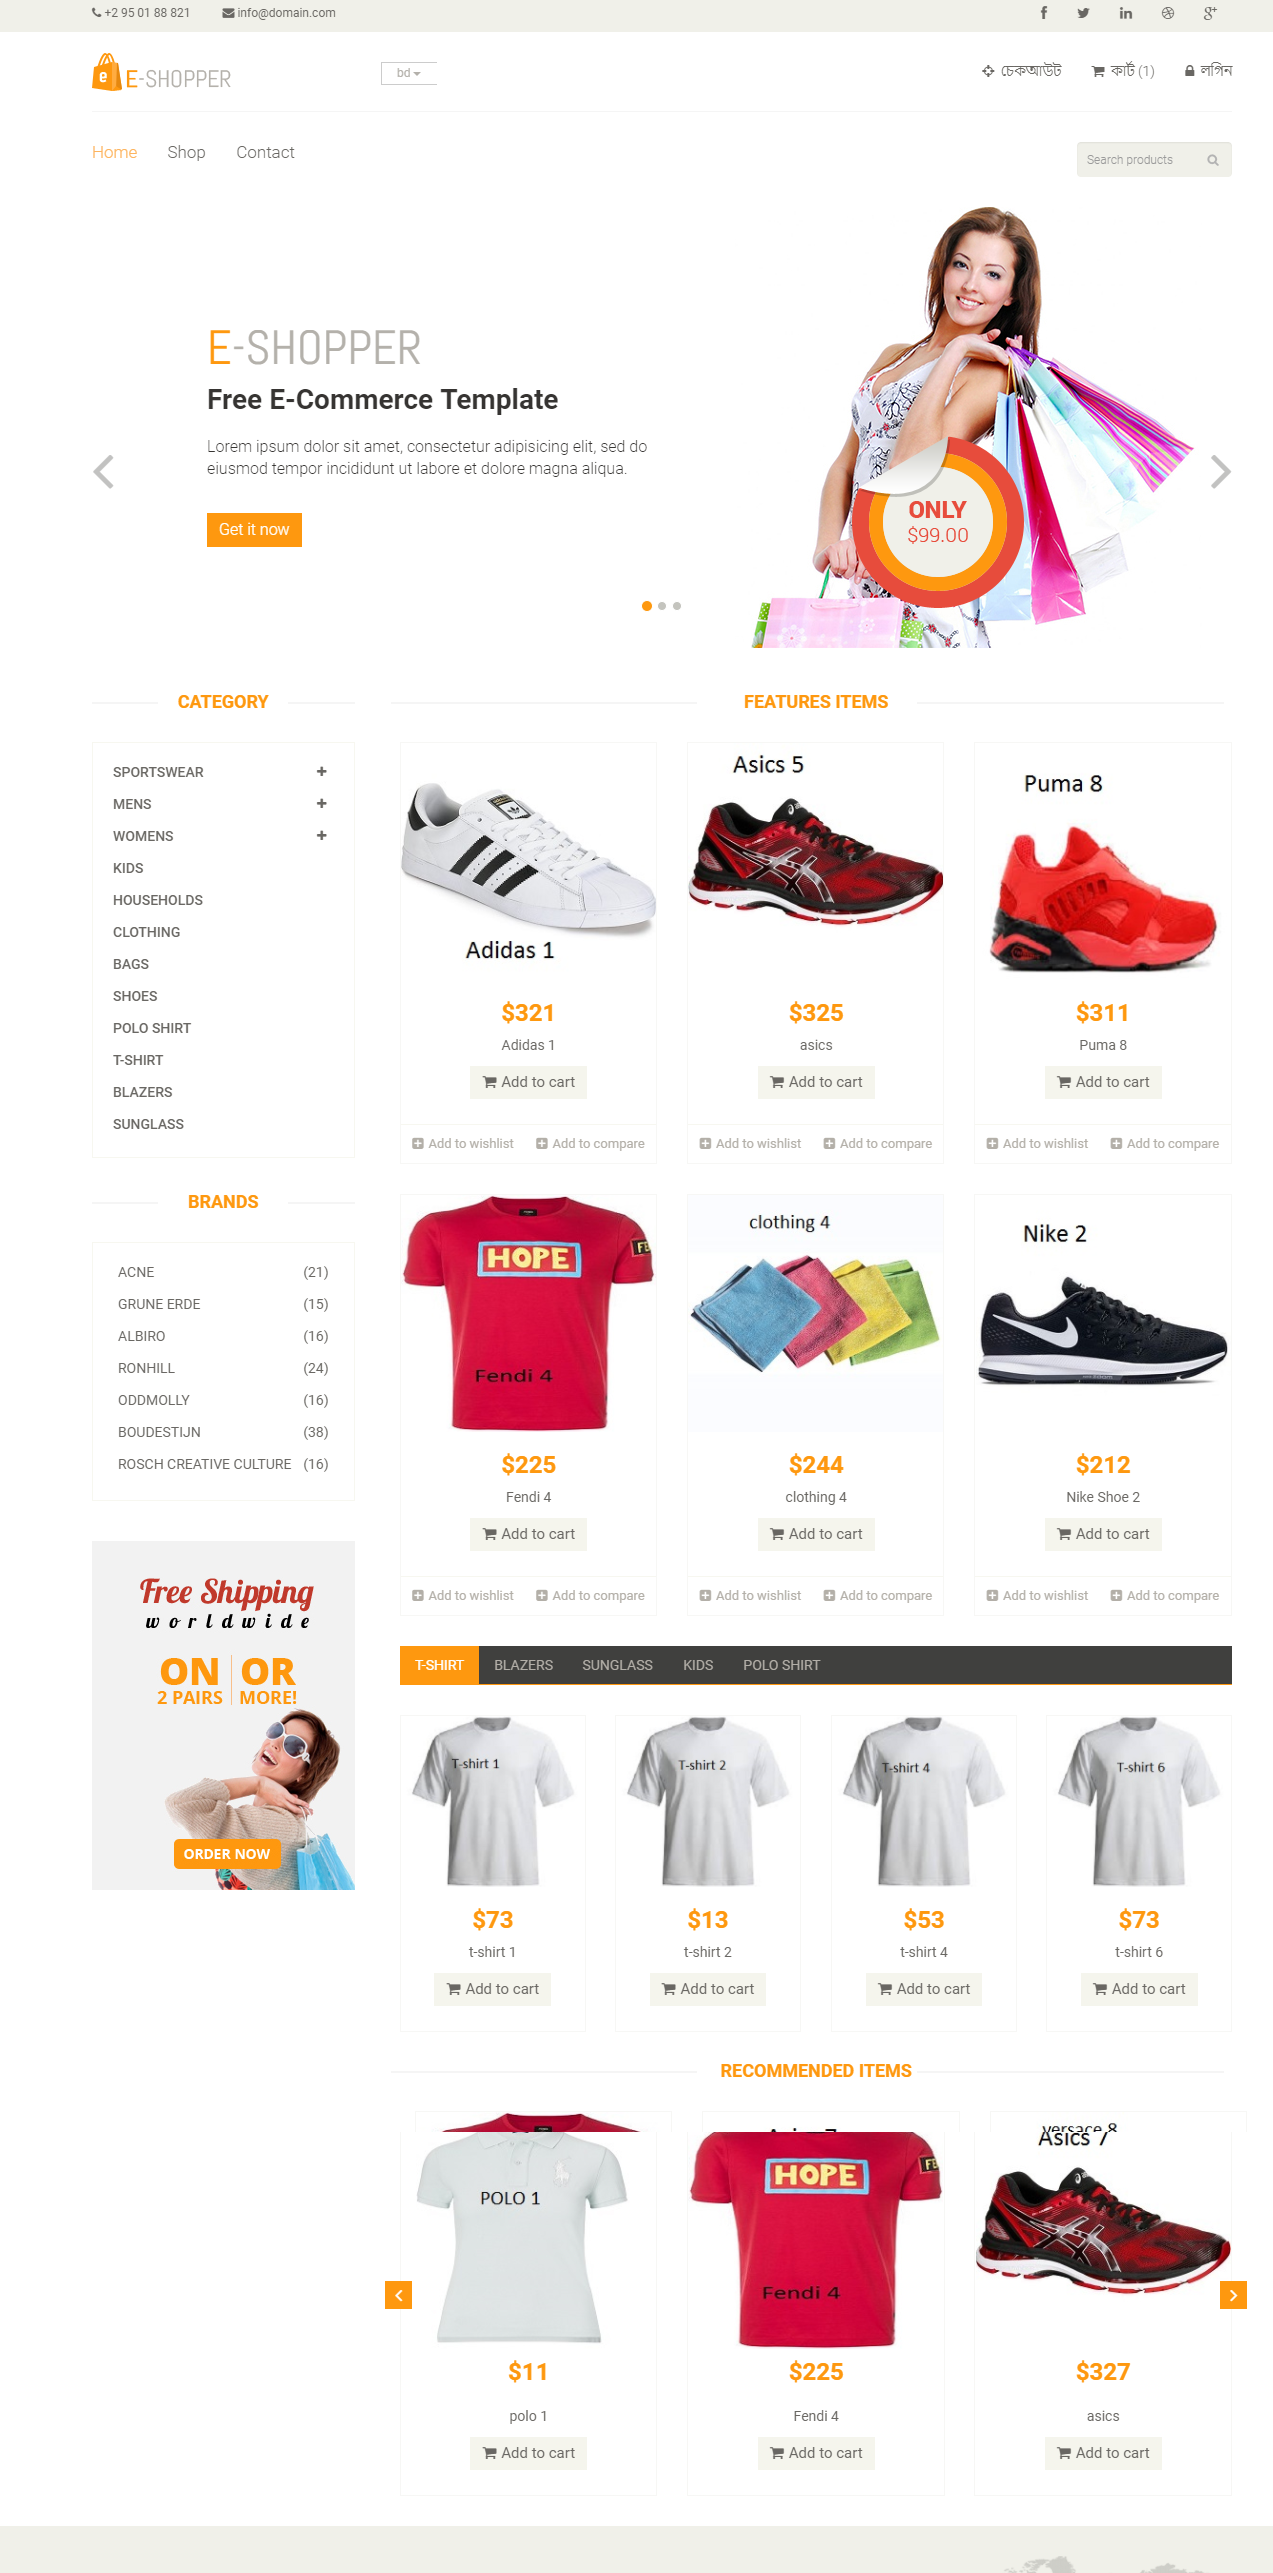 +2 95 01 88 821 info@domain.com
E-SHOPPER bd চেকআউট কার্ট (1) লগিন
Home Shop Contact Search products
E-SHOPPER
Free E-Commerce Template
Lorem ipsum dolor sit amet, consectetur adipisicing elit, sed do
eiusmod tempor incididunt ut labore et dolore magna aliqua.
Get it now
ONLY
$99.00
CATEGORY
SPORTSWEAR
MENS
WOMENS
KIDS
HOUSEHOLDS
CLOTHING
BAGS
SHOES
POLO SHIRT
T-SHIRT
BLAZERS
SUNGLASS
BRANDS
ACNE (21)
GRUNE ERDE (15)
ALBIRO (16)
RONHILL (24)
ODDMOLLY (16)
BOUDESTIJN (38)
ROSCH CREATIVE CULTURE (16)
Free Shipping
worldwide
ON OR
2 PAIRS MORE!
ORDER NOW
FEATURES ITEMS
Adidas 1 Asics 5 Puma 8
$321 $325 $311
Adidas 1 asics Puma 8
Add to cart Add to cart Add to cart
Add to wishlist Add to compare Add to wishlist Add to compare Add to wishlist Add to compare
HOPE FE clothing 4 Nike 2
Fendi 4
$225 $244 $212
Fendi 4 clothing 4 Nike Shoe 2
Add to cart Add to cart Add to cart
Add to wishlist Add to compare Add to wishlist Add to compare Add to wishlist Add to compare
T-SHIRT BLAZERS SUNGLASS KIDS POLO SHIRT
T-shirt 1 T-shirt 2 T-shirt 4 T-shirt 6
$73 $13 $53 $73
t-shirt 1 t-shirt 2 t-shirt 4 t-shirt 6
Add to cart Add to cart Add to cart Add to cart
RECOMMENDED ITEMS
versace 8
Asics 7
POLO 1 HOPE FE
Fendi 4
$11 $225 $327
polo 1 Fendi 4 asics
Add to cart Add to cart Add to cart